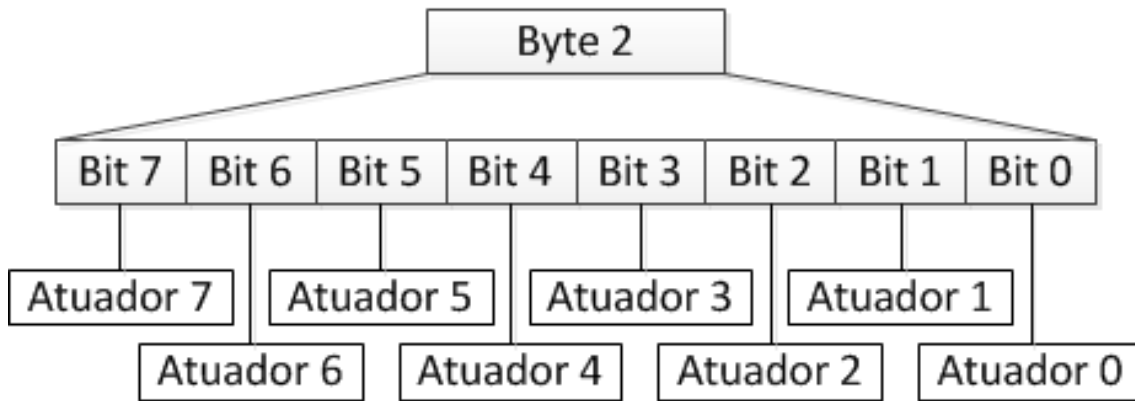 Byte 2
Bit 7 Bit 6 Bit 5 Bit 4 Bit 3 Bit 2 Bit 1 Bit 0
Atuador 7 Atuador 5 Atuador 3 Atuador 1
Atuador 6 Atuador 4 Atuador 2 Atuador 0